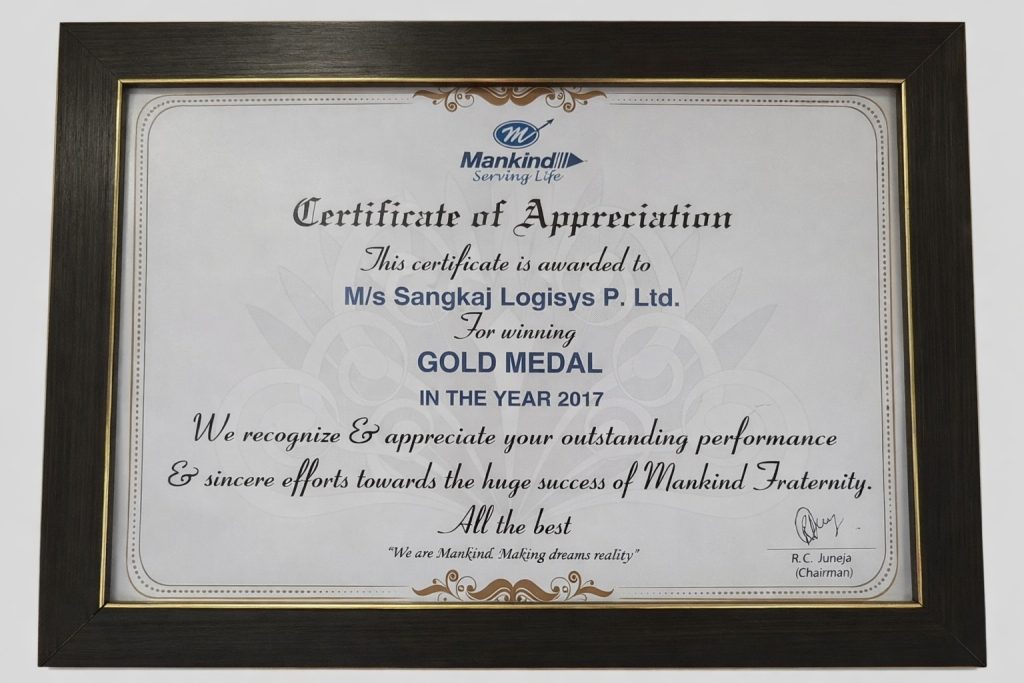 Mankind
Serving Life
Certificate of Appreciation
This certificate is awarded to
M/s Sangkaj Logisys P. Ltd.
For winning
GOLD MEDAL
IN THE YEAR 2017
We recognize & appreciate your outstanding performance
& sincere efforts towards the huge success of Mankind Fraternity.
All the best
"We are Mankind. Making dreams reality"
R.C. Juneja
(Chairman)